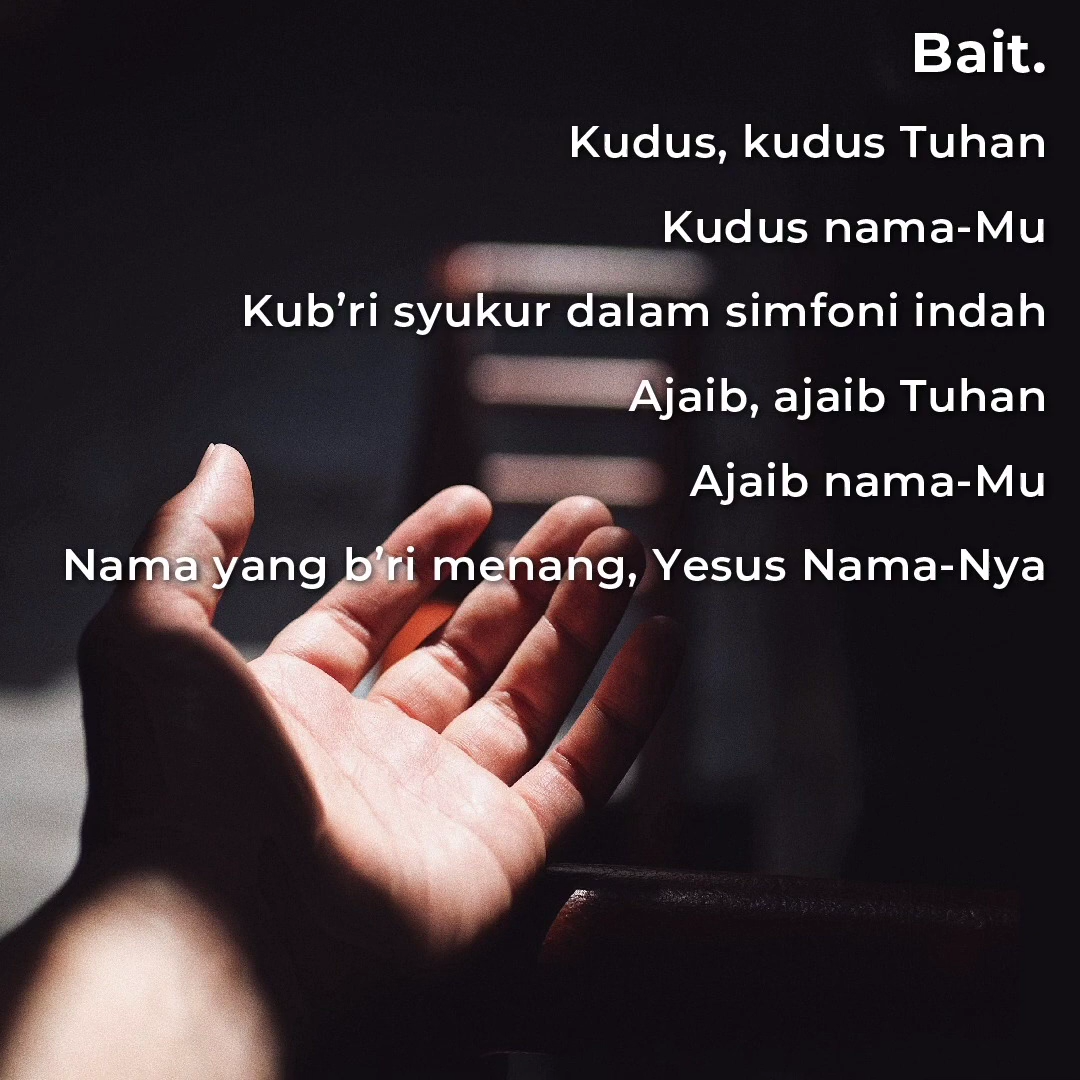 Bait.
Kudus, kudus Tuhan
Kudus nama-Mu
Kub’ri syukur dalam simfoni indah
Ajaib, ajaib Tuhan
Ajaib nama-Mu
Nama yang b’ri menang, Yesus Nama-Nya